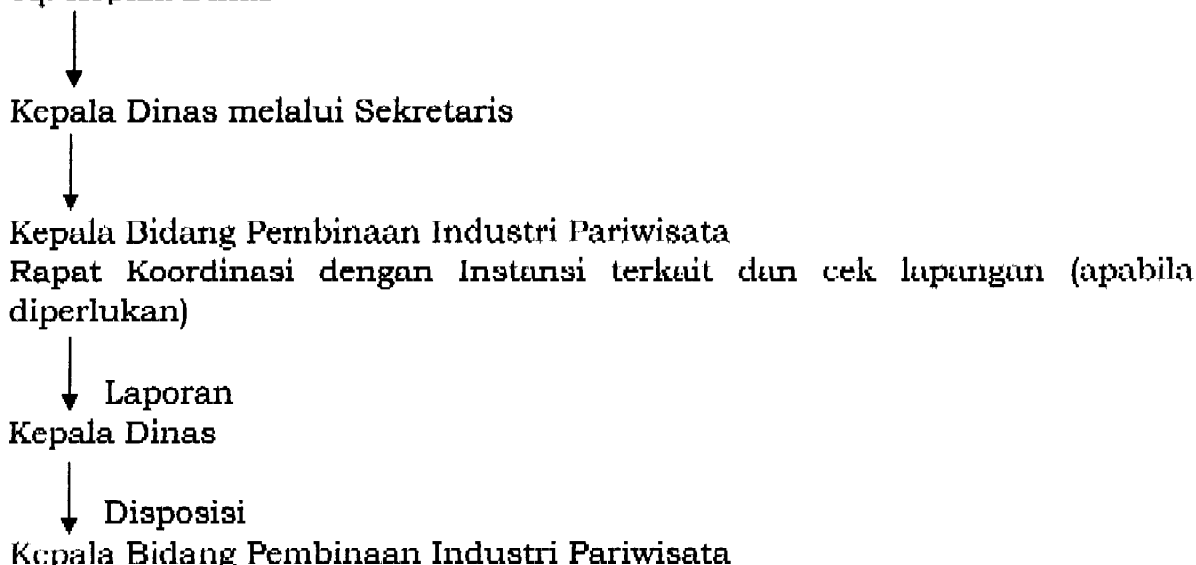 Kepala Dinas melalui Sekretaris
Kepala Bidang Pembinaan Industri Pariwisata
Rapat Koordinasi dengan Instansi terkait dan cek lapangan (apabila
diperlukan)
Laporan
Kepala Dinas
Disposisi
Kepala Bidang Pembinaan Industri Pariwisata